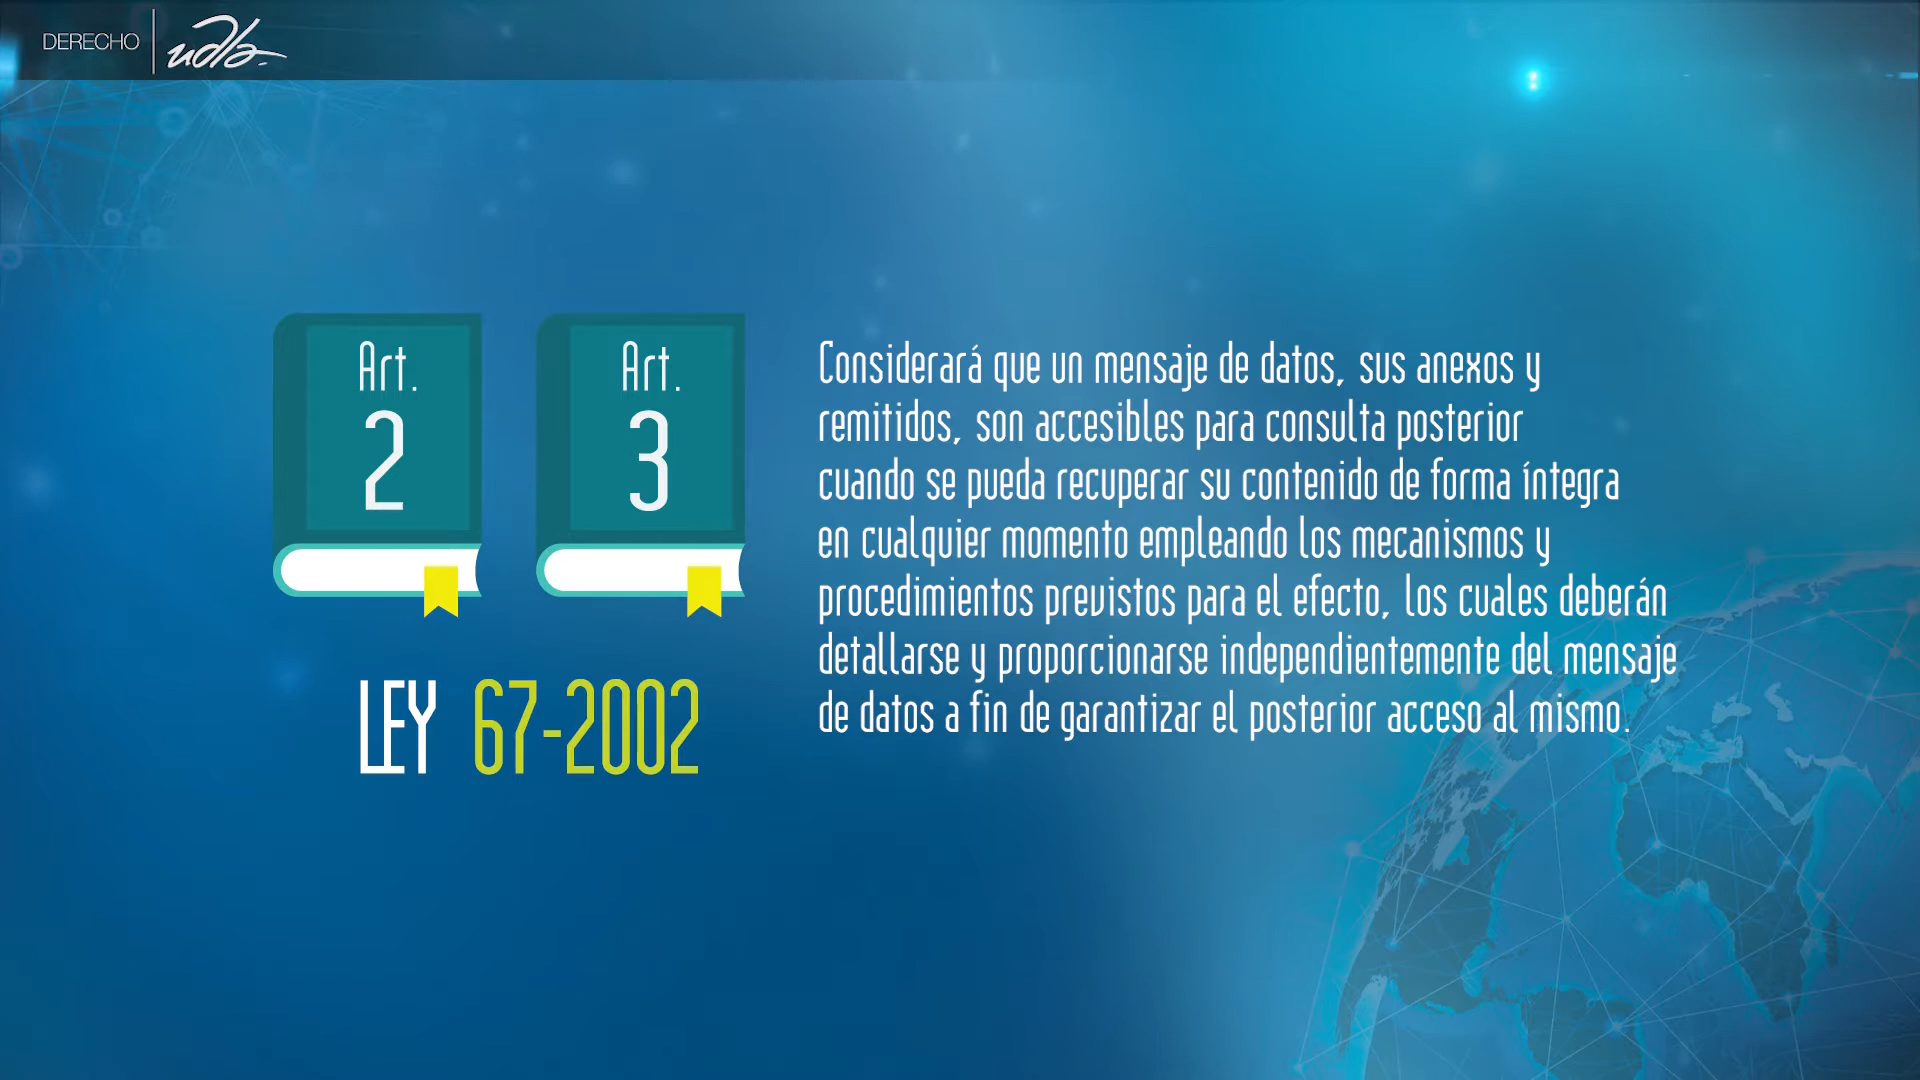 DERECHO udla-
Art. 2
Art. 3
LEY 67-2002
Considerará que un mensaje de datos, sus anexos y
remitidos, son accesibles para consulta posterior
cuando se pueda recuperar su contenido de forma íntegra
en cualquier momento empleando los mecanismos y
procedimientos previstos para el efecto, los cuales deberán
detallarse y proporcionarse independientemente del mensaje
de datos a fin de garantizar el posterior acceso al mismo.